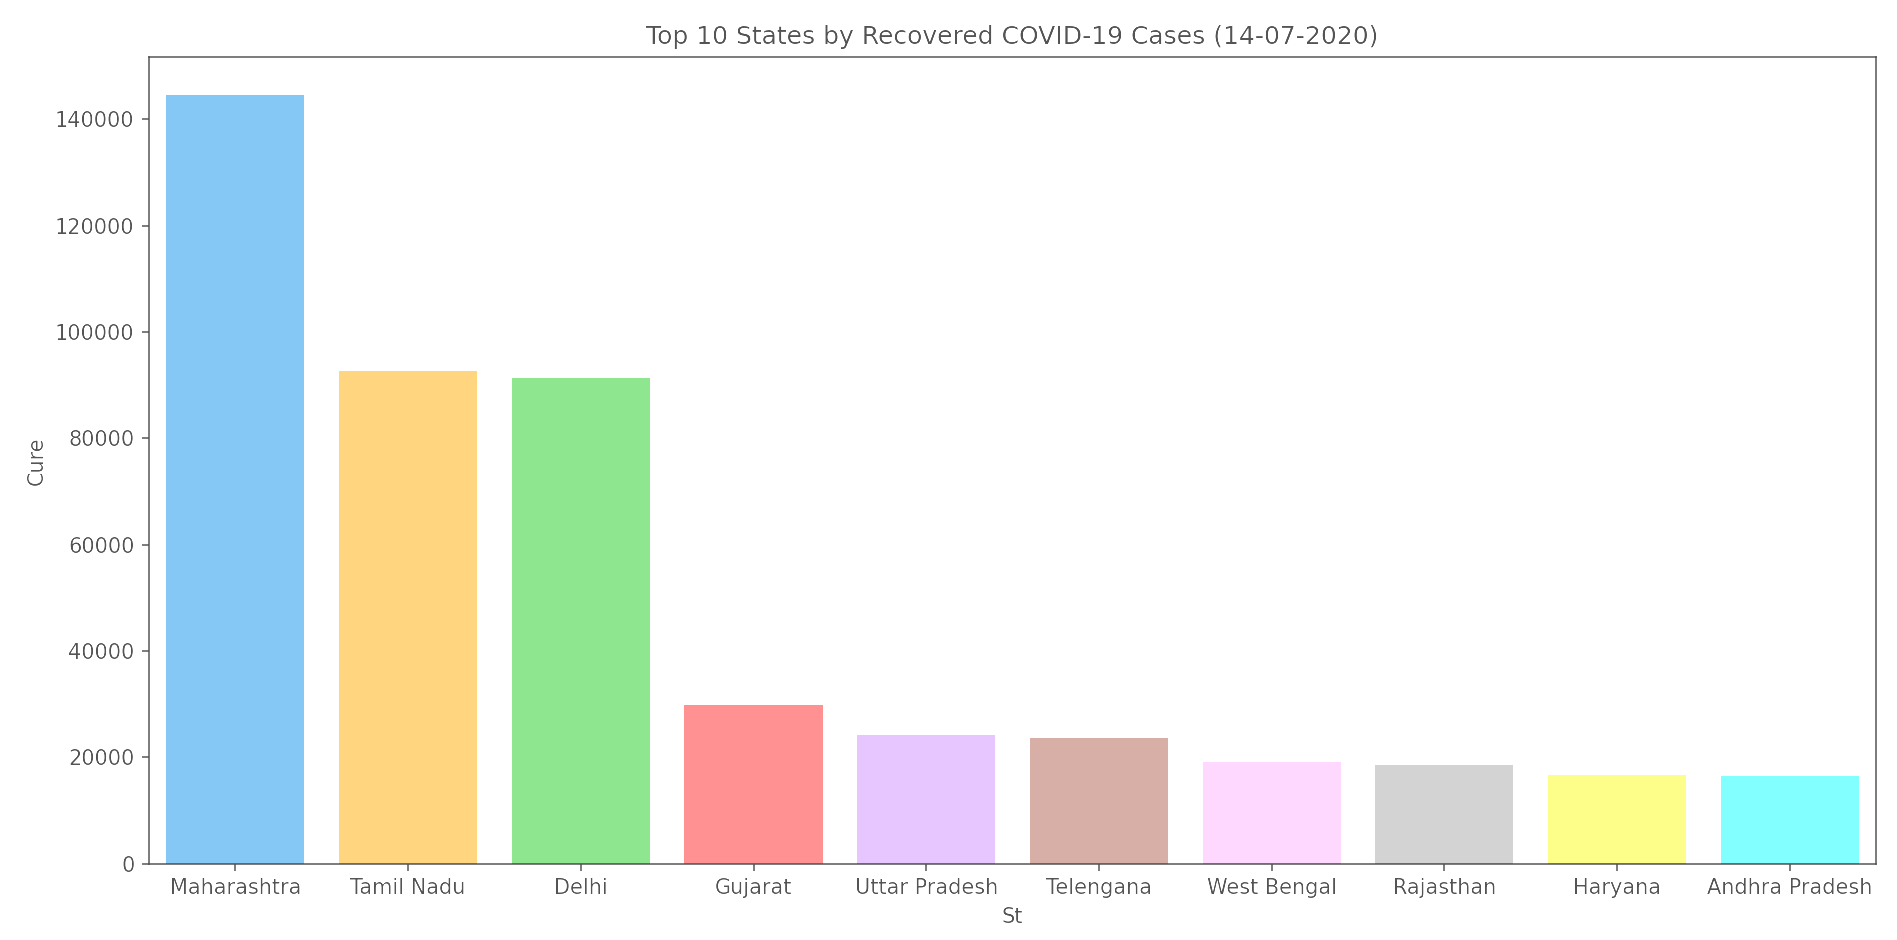 Top 10 States by Recovered COVID-19 Cases (14-07-2020)
140000
120000
100000
80000
60000
40000
20000
0
Cure
Maharashtra Tamil Nadu Delhi Gujarat Uttar Pradesh Telengana West Bengal Rajasthan Haryana Andhra Pradesh
St